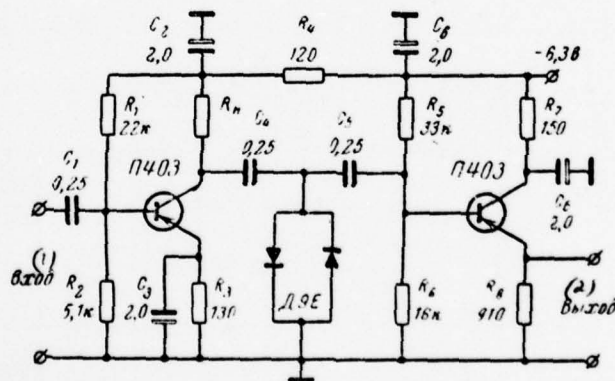 C2
2,0
R4
120
C6
2,0
-6,3в
R1
22к
Rн
C4
0,25
C5
0,25
R5
33к
R7
150
C1
0,25
П403
П403
C6
2,0
(1)
вход
R2
5,1к
C3
2,0
R3
130
Д9Е
R6
16к
R8
910
(2)
Выход